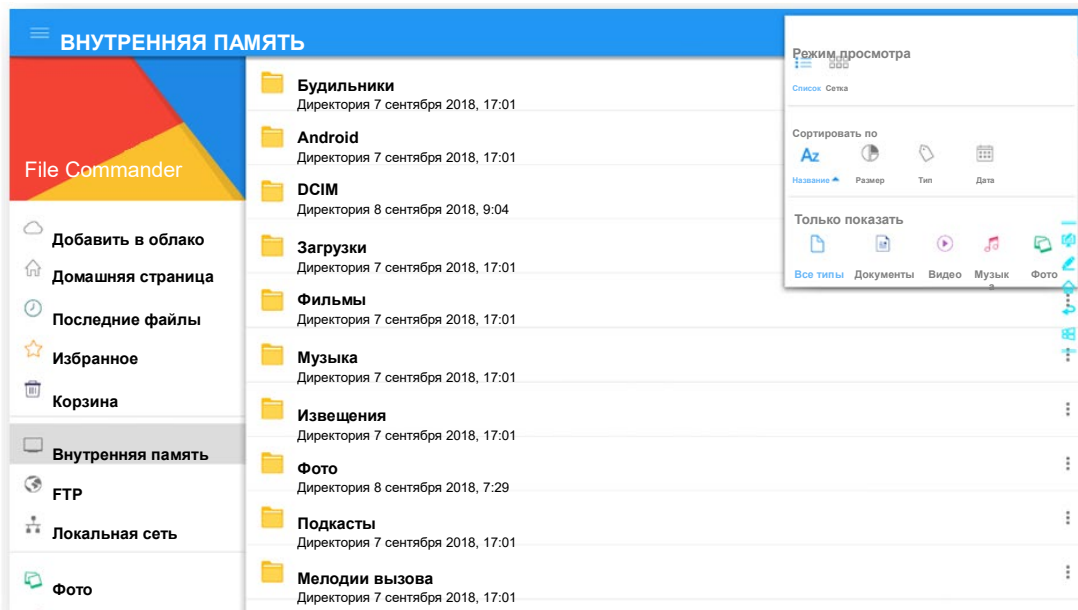 ВНУТРЕННЯЯ ПАМЯТЬ
File Commander
Добавить в облако
Домашняя страница
Последние файлы
Избранное
Корзина
Внутренняя память
FTP
Локальная сеть
Фото
Будильники
Директория 7 сентября 2018, 17:01
Android
Директория 7 сентября 2018, 17:01
DCIM
Директория 8 сентября 2018, 9:04
Загрузки
Директория 7 сентября 2018, 17:01
Фильмы
Директория 7 сентября 2018, 17:01
Музыка
Директория 7 сентября 2018, 17:01
Извещения
Директория 7 сентября 2018, 17:01
Фото
Директория 8 сентября 2018, 7:29
Подкасты
Директория 7 сентября 2018, 17:01
Мелодии вызова
Директория 7 сентября 2018, 17:01
Режим просмотра
Список Сетка
Сортировать по
Az
Название Размер Тип Дата
Только показать
Все типы Документы Видео Музык Фото
а